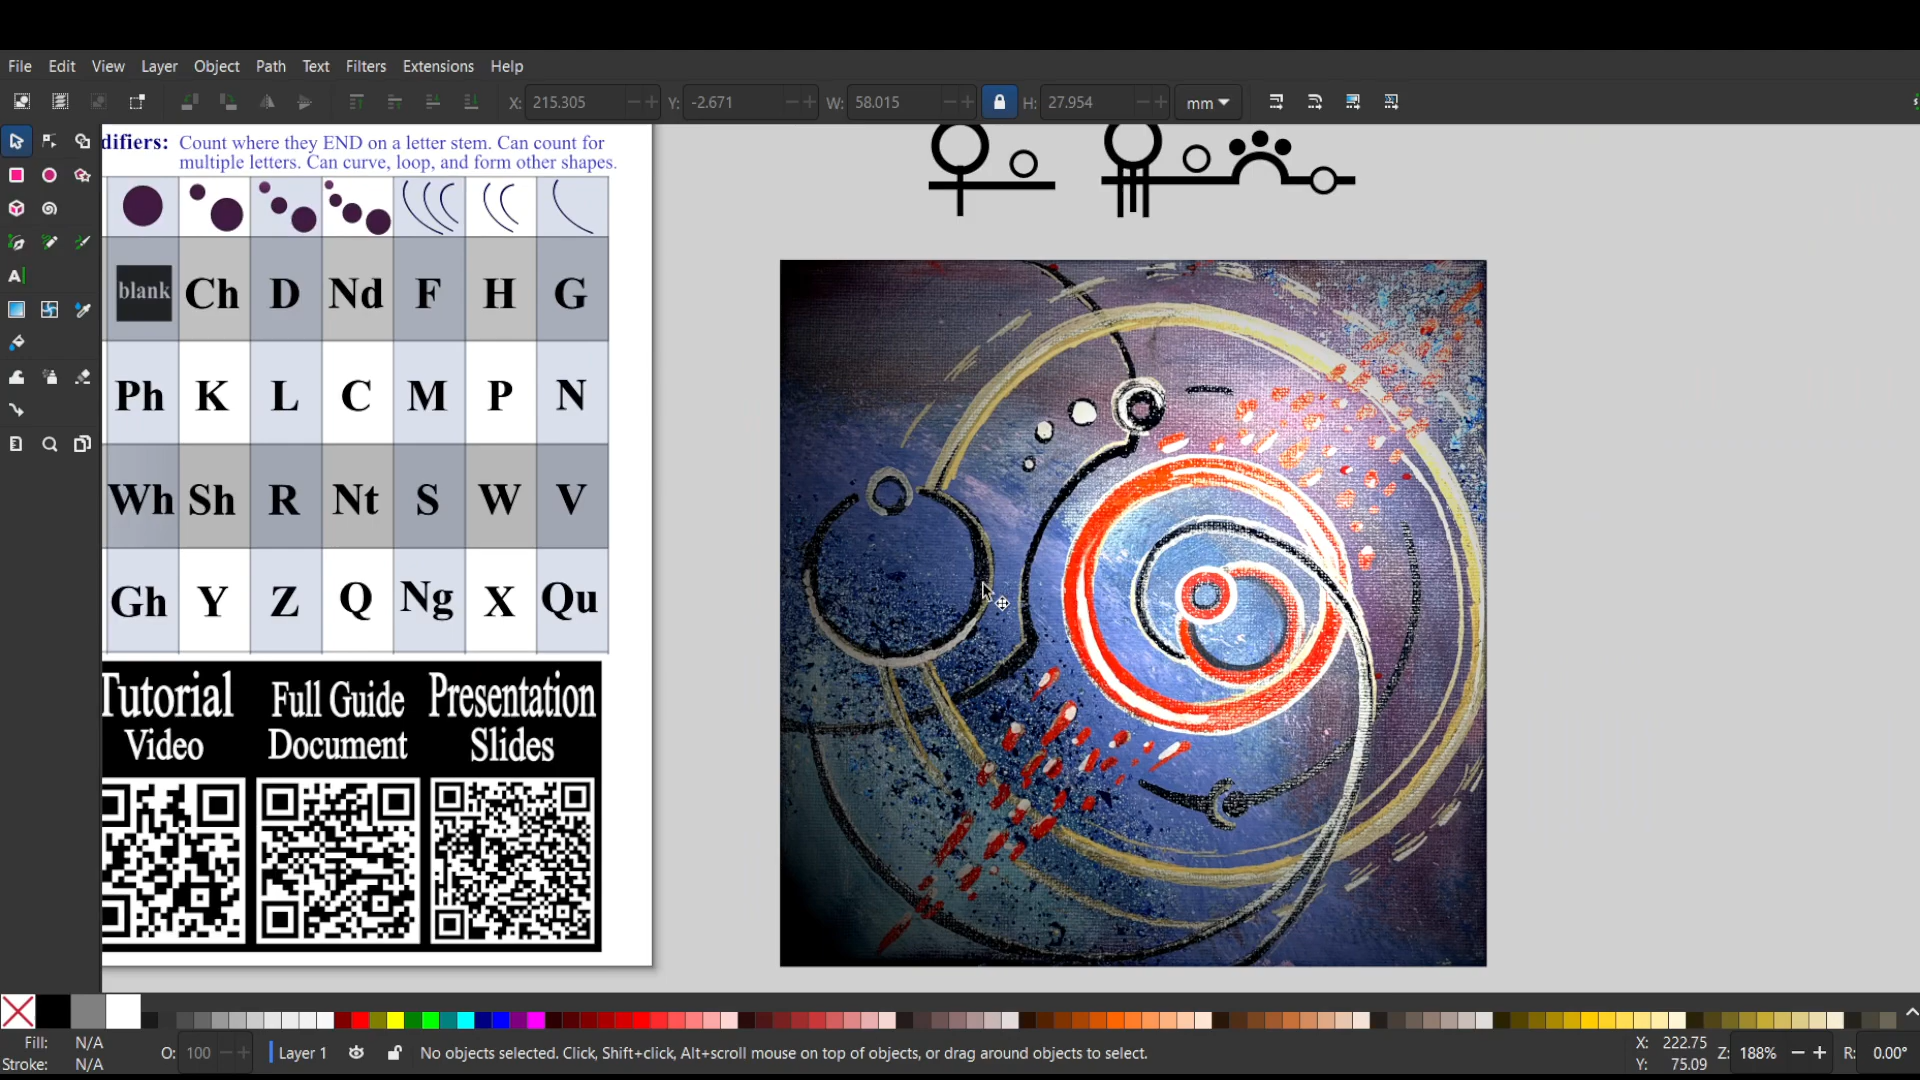 File Edit View Layer Object Path Text Filters Extensions Help
X: 215.305 Y: -2.671 W: 58.015 H: 27.954 mm
difiers: Count where they END on a letter stem. Can count for
multiple letters. Can curve, loop, and form other shapes.
blank Ch D Nd F H G
Ph K L C M P N
Wh Sh R Nt S W V
Gh Y Z Q Ng X Qu
Tutorial Full Guide Presentation
Video Document Slides
Fill: N/A
Stroke: N/A
O: 100
Layer 1
No objects selected. Click, Shift+click, Alt+scroll mouse on top of objects, or drag around objects to select.
X: 222.75
Y: 75.09
Z: 188%
R: 0.00°